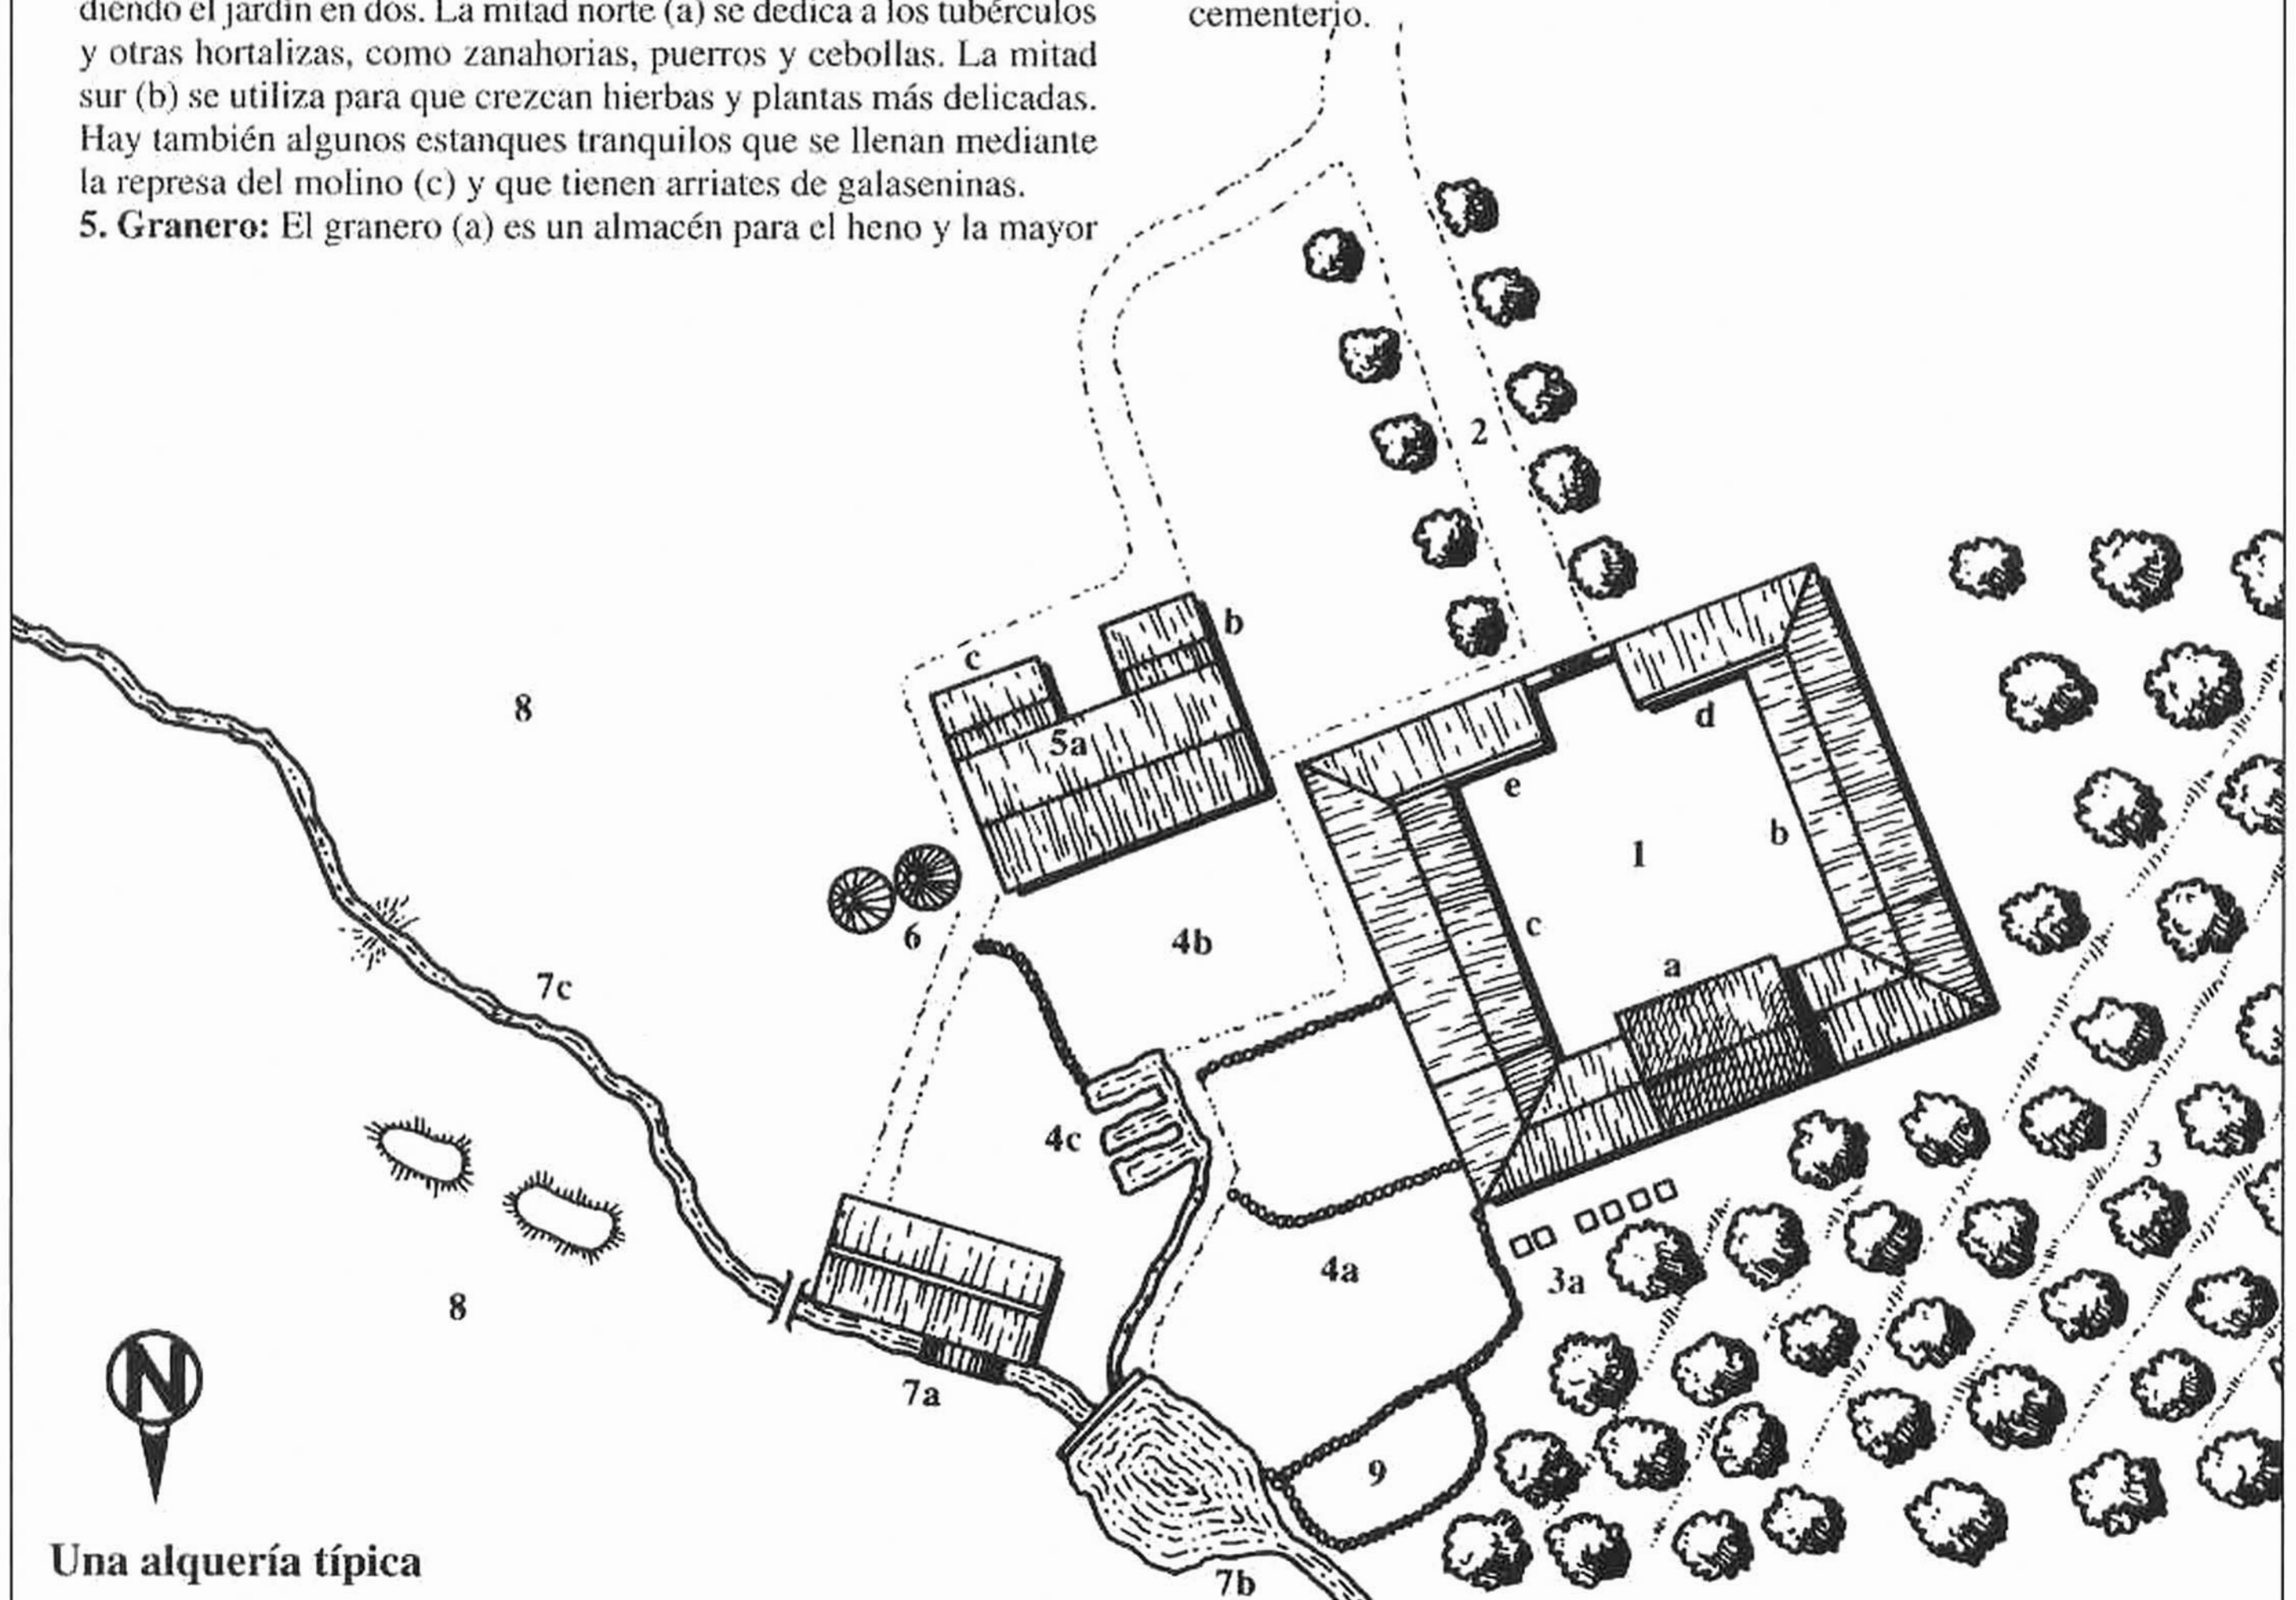 diendo el jardín en dos. La mitad norte (a) se dedica a los tubérculos
y otras hortalizas, como zanahorias, puerros y cebollas. La mitad
sur (b) se utiliza para que crezcan hierbas y plantas más delicadas.
Hay también algunos estanques tranquilos que se llenan mediante
la represa del molino (c) y que tienen arriates de galaseninas.
5. Granero: El granero (a) es un almacén para el heno y la mayor
cementerio.
2
b
c
5a
d
e
8
1
b
c
6
4b
a
7c
4c
3
4a
3a
8
7a
9
7b
N
Una alquería típica